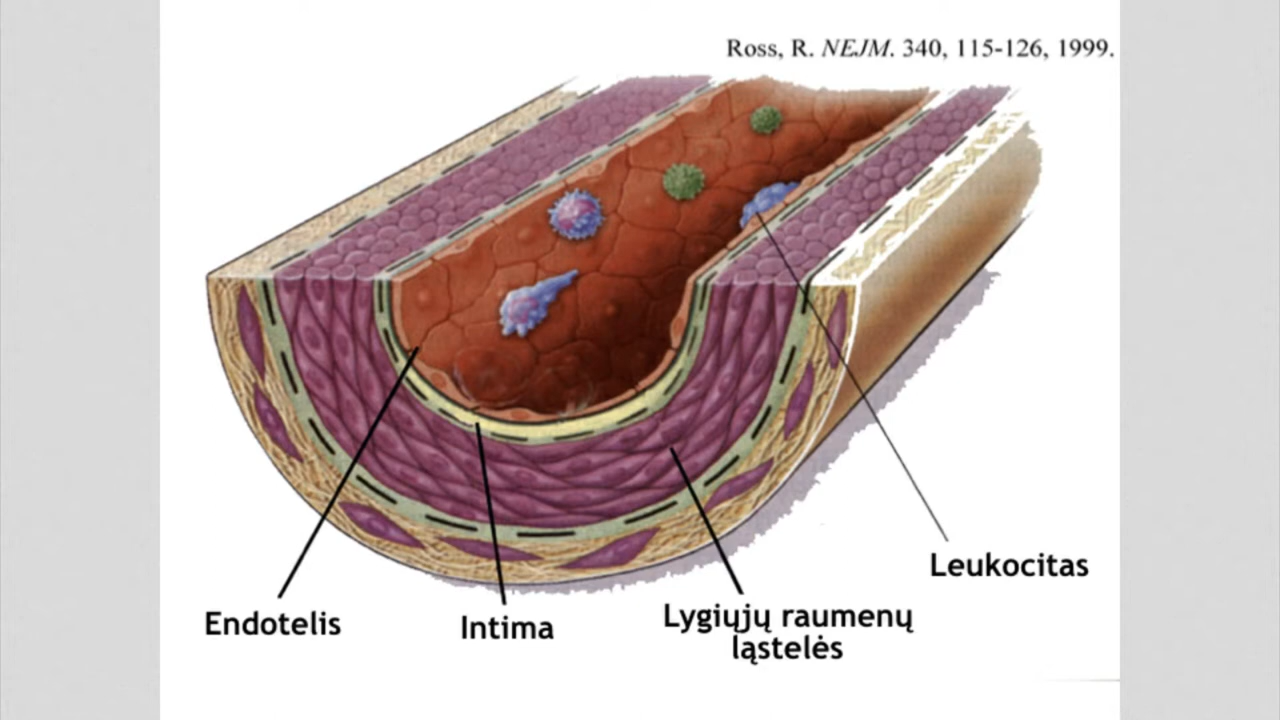 Ross, R. NEJM. 340, 115-126, 1999.
Leukocitas
Endotelis
Intima
Lygiųjų raumenų
ląstelės